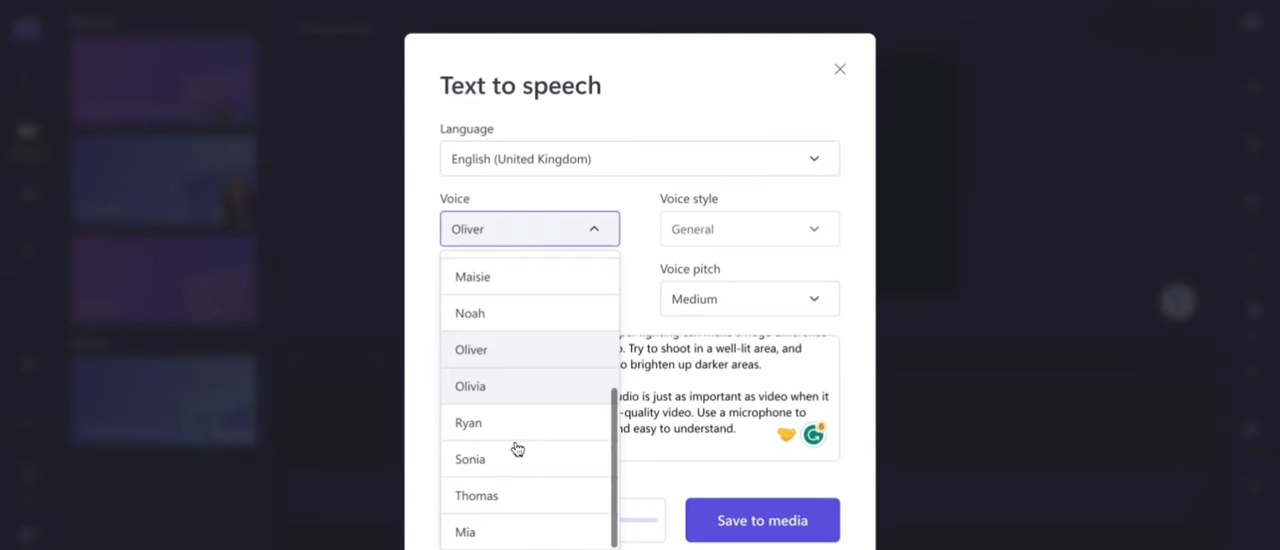 Text to speech
Language
English (United Kingdom)
Voice
Voice style
Oliver
General
Voice pitch
Medium
Maisie
Noah
Oliver
Olivia
Ryan
Sonia
Thomas
Mia
. Try to shoot in a well-lit area, and
o brighten up darker areas.
udio is just as important as video when it
-quality video. Use a microphone to
nd easy to understand.
6
Save to media